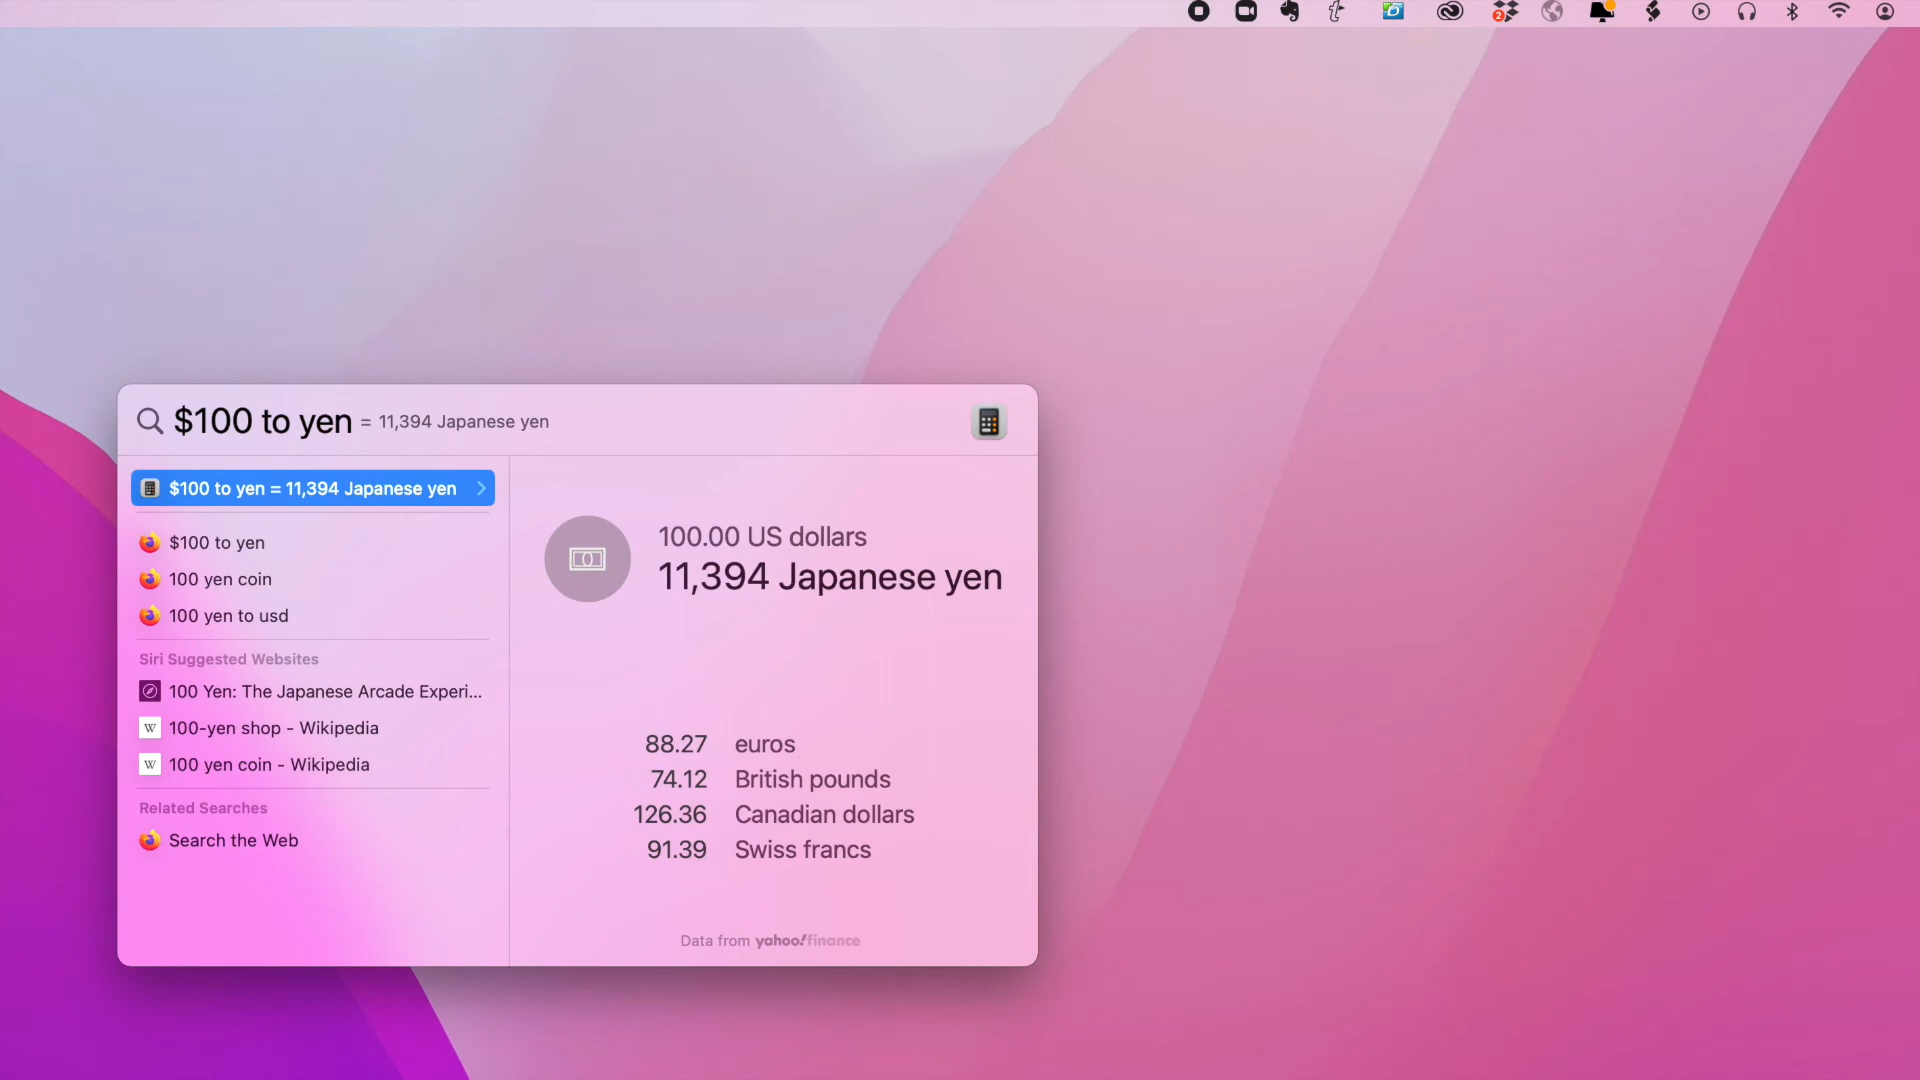 2
$100 to yen = 11,394 Japanese yen
$100 to yen = 11,394 Japanese yen
$100 to yen
100 yen coin
100 yen to usd
Siri Suggested Websites
100 Yen: The Japanese Arcade Experi...
W 100-yen shop - Wikipedia
W 100 yen coin - Wikipedia
Related Searches
Search the Web
100.00 US dollars
11,394 Japanese yen
88.27 euros
74.12 British pounds
126.36 Canadian dollars
91.39 Swiss francs
Data from yahoo!finance